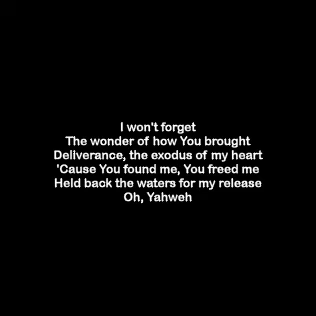 I won't forget
The wonder of how You brought
Deliverance, the exodus of my heart
'Cause You found me, You freed me
Held back the waters for my release
Oh, Yahweh